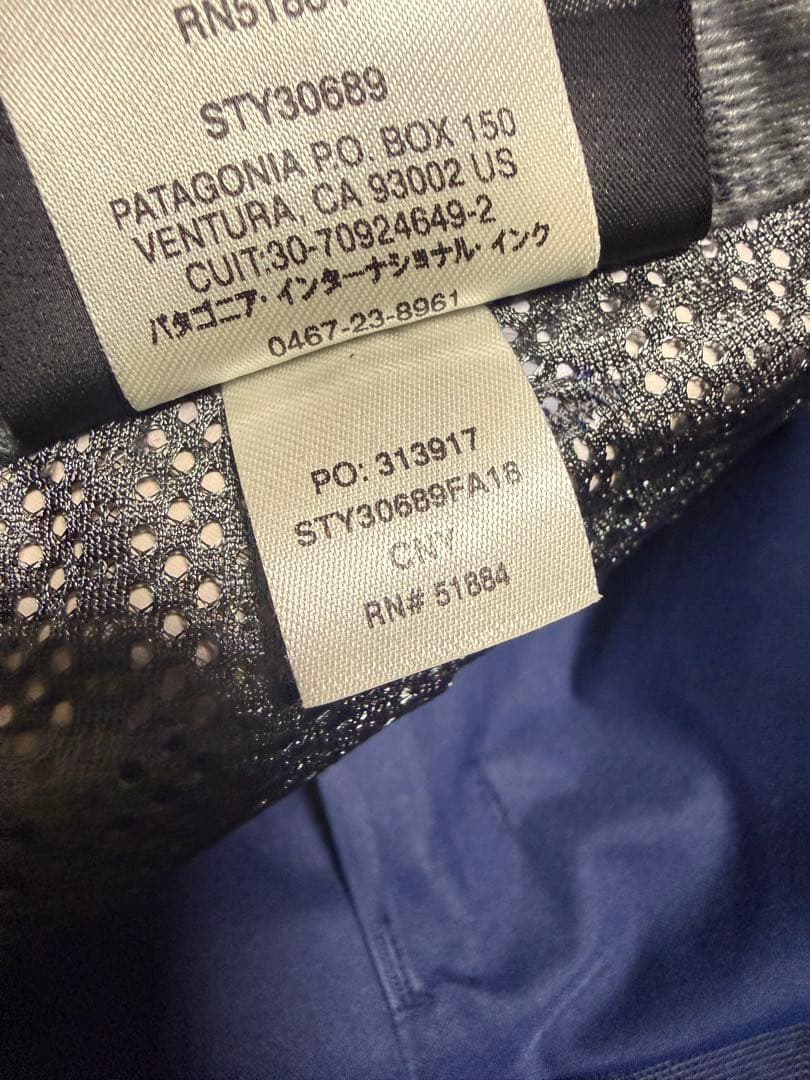 RN51884
STY30689
PATAGONIA P.O. BOX 150
VENTURA, CA 93002 US
CUIT:30-70924649-2
パタゴニア・インターナショナル・インク
0467-23-8961
PO: 313917
STY30689FA18
CNY
RN# 51884